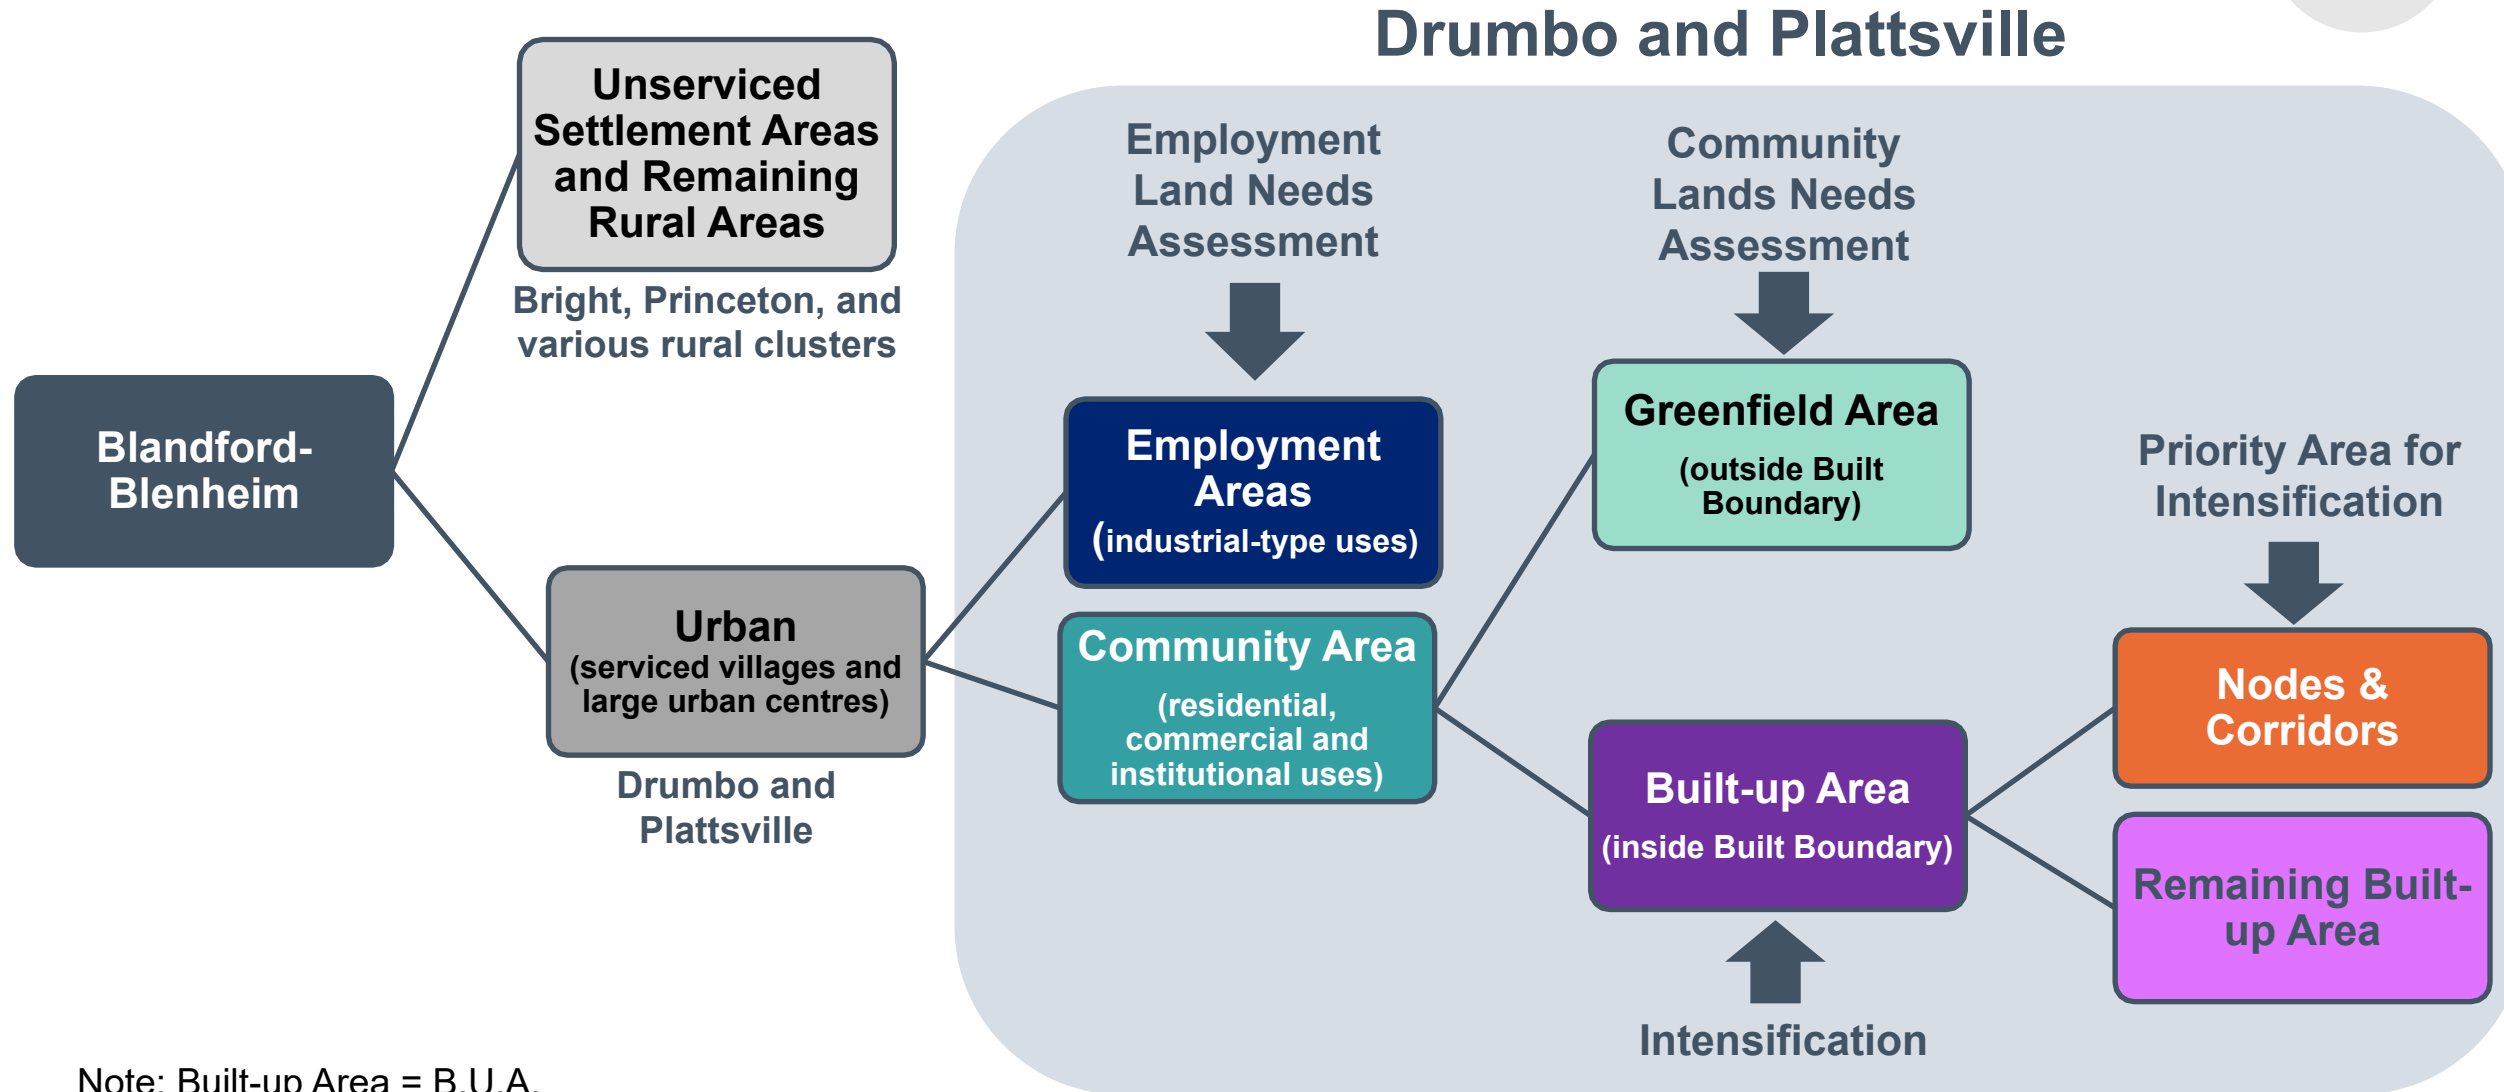 Drumbo and Plattsville
Unserviced
Settlement Areas
and Remaining
Rural Areas
Bright, Princeton, and
various rural clusters
Blandford-
Blenheim
Urban
(serviced villages and
large urban centres)
Drumbo and
Plattsville
Employment
Land Needs
Assessment
Employment
Areas
(industrial-type uses)
Community Area
(residential,
commercial and
institutional uses)
Community
Lands Needs
Assessment
Greenfield Area
(outside Built
Boundary)
Built-up Area
(inside Built Boundary)
Intensification
Priority Area for
Intensification
Nodes &
Corridors
Remaining Built-
up Area
Note: Built-up Area = B.U.A.